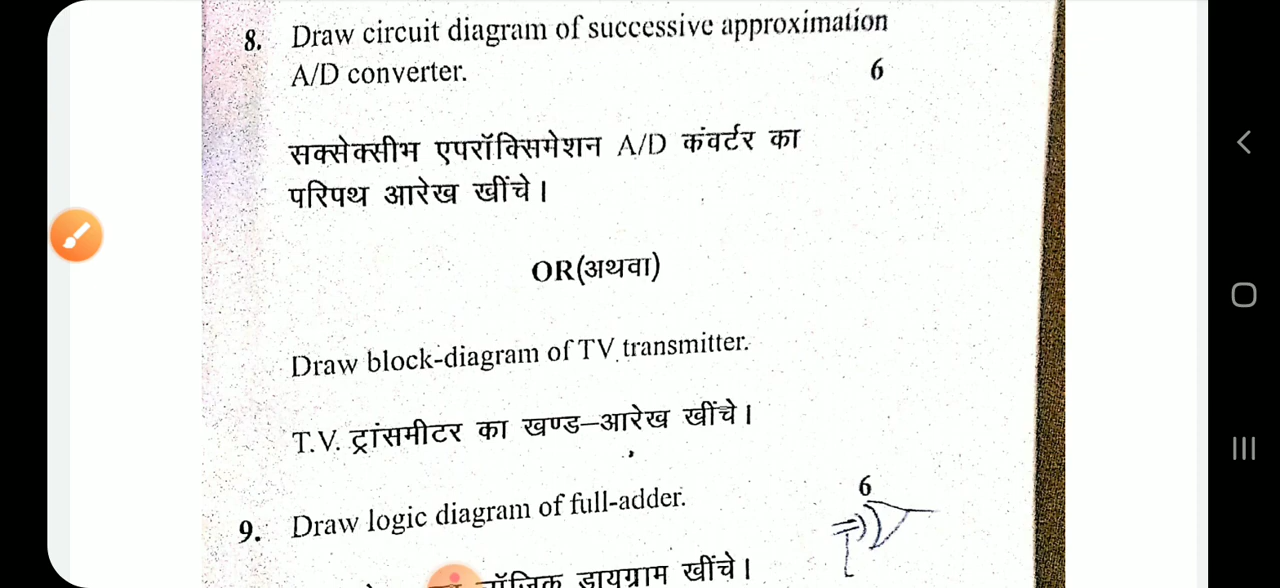 8. Draw circuit diagram of successive approximation
A/D converter. 6
सक्सेक्सीभ एपरॉक्सिमेशन A/D कंवर्टर का
परिपथ आरेख खींचे।
OR(अथवा)
Draw block-diagram of TV transmitter.
T.V. ट्रांसमीटर का खण्ड–आरेख खींचे।
9. Draw logic diagram of full-adder. 6
डायग्राम खींचे।